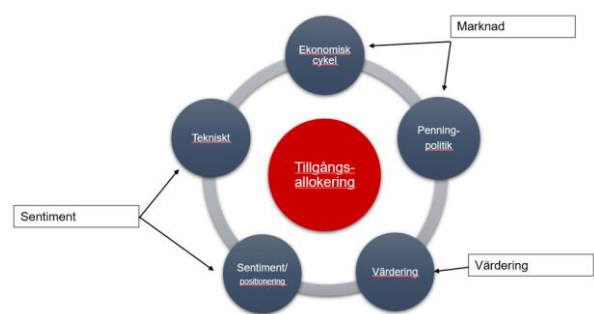 Marknad
Ekonomisk
cykel
Tekniskt
Penning-
politik
Tillgångs-
allokering
Sentiment
Sentiment/
positionering
Värdering
Värdering